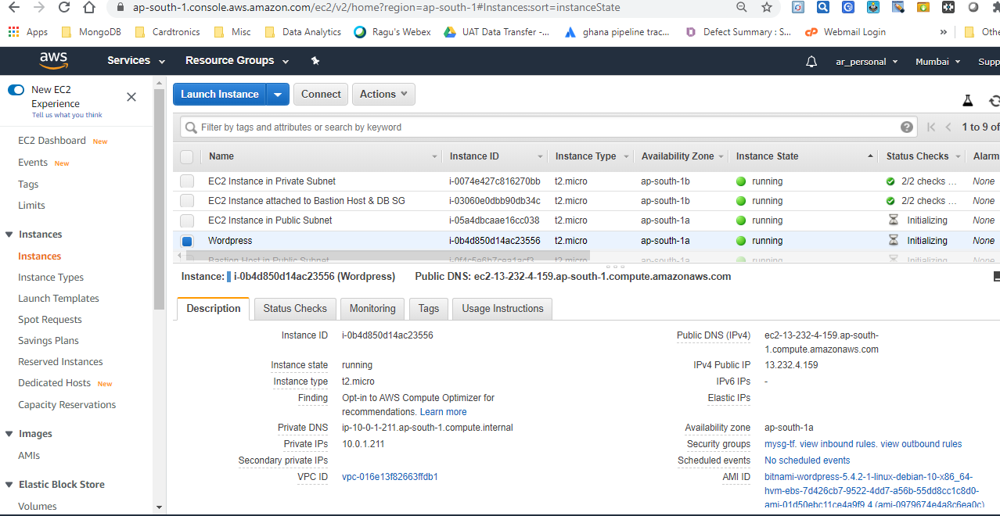 ap-south-1.console.aws.amazon.com/ec2/v2/home?region=ap-south-1#Instances:sort=instanceState
Apps MongoDB Cardtronics Misc Data Analytics Ragu's Webex UAT Data Transfer -... ghana pipeline trac... Defect Summary : S... Webmail Login » Othe
aws Services Resource Groups ar_personal Mumbai Supp
New EC2
Experience
Tell us what you think
Launch Instance Connect Actions
Filter by tags and attributes or search by keyword 1 to 9 of
EC2 Dashboard New
Events New
Tags
Limits
Instances
Instances
Instance Types
Launch Templates
Spot Requests
Savings Plans
Reserved Instances
Dedicated Hosts New
Capacity Reservations
Images
AMIs
Elastic Block Store
Volumes
Name Instance ID Instance Type Availability Zone Instance State Status Checks Alarm
EC2 Instance in Private Subnet i-0074e427c816270bb t2.micro ap-south-1b running 2/2 checks ... None
EC2 Instance attached to Bastion Host & DB SG i-03060e0dbb90db34c t2.micro ap-south-1b running 2/2 checks ... None
EC2 Instance in Public Subnet i-05a4dbcaae16cc038 t2.micro ap-south-1a running Initializing None
Wordpress i-0b4d850d14ac23556 t2.micro ap-south-1a running Initializing None
Bastion Host in Public Subnet t2.micro ap-south-1a running Initializing None
Instance: i-0b4d850d14ac23556 (Wordpress) Public DNS: ec2-13-232-4-159.ap-south-1.compute.amazonaws.com
Description Status Checks Monitoring Tags Usage Instructions
Instance ID i-0b4d850d14ac23556
Instance state running
Instance type t2.micro
Finding Opt-in to AWS Compute Optimizer for
recommendations. Learn more
Private DNS ip-10-0-1-211.ap-south-1.compute.internal
Private IPs 10.0.1.211
Secondary private IPs
VPC ID vpc-016e13f82663ffdb1
Public DNS (IPv4) ec2-13-232-4-159.ap-south-
1.compute.amazonaws.com
IPv4 Public IP 13.232.4.159
IPv6 IPs -
Elastic IPs
Availability zone ap-south-1a
Security groups mysg-tf. view inbound rules. view outbound rules
Scheduled events No scheduled events
AMI ID bitnami-wordpress-5.4.2-1-linux-debian-10-x86_64-
hvm-ebs-7d426cb7-9522-4dd7-a56b-55dd8cc1c8d0-
ami-01d50ebc11ce4a9f9.4 (ami-0979674e4a8c6ea0c)